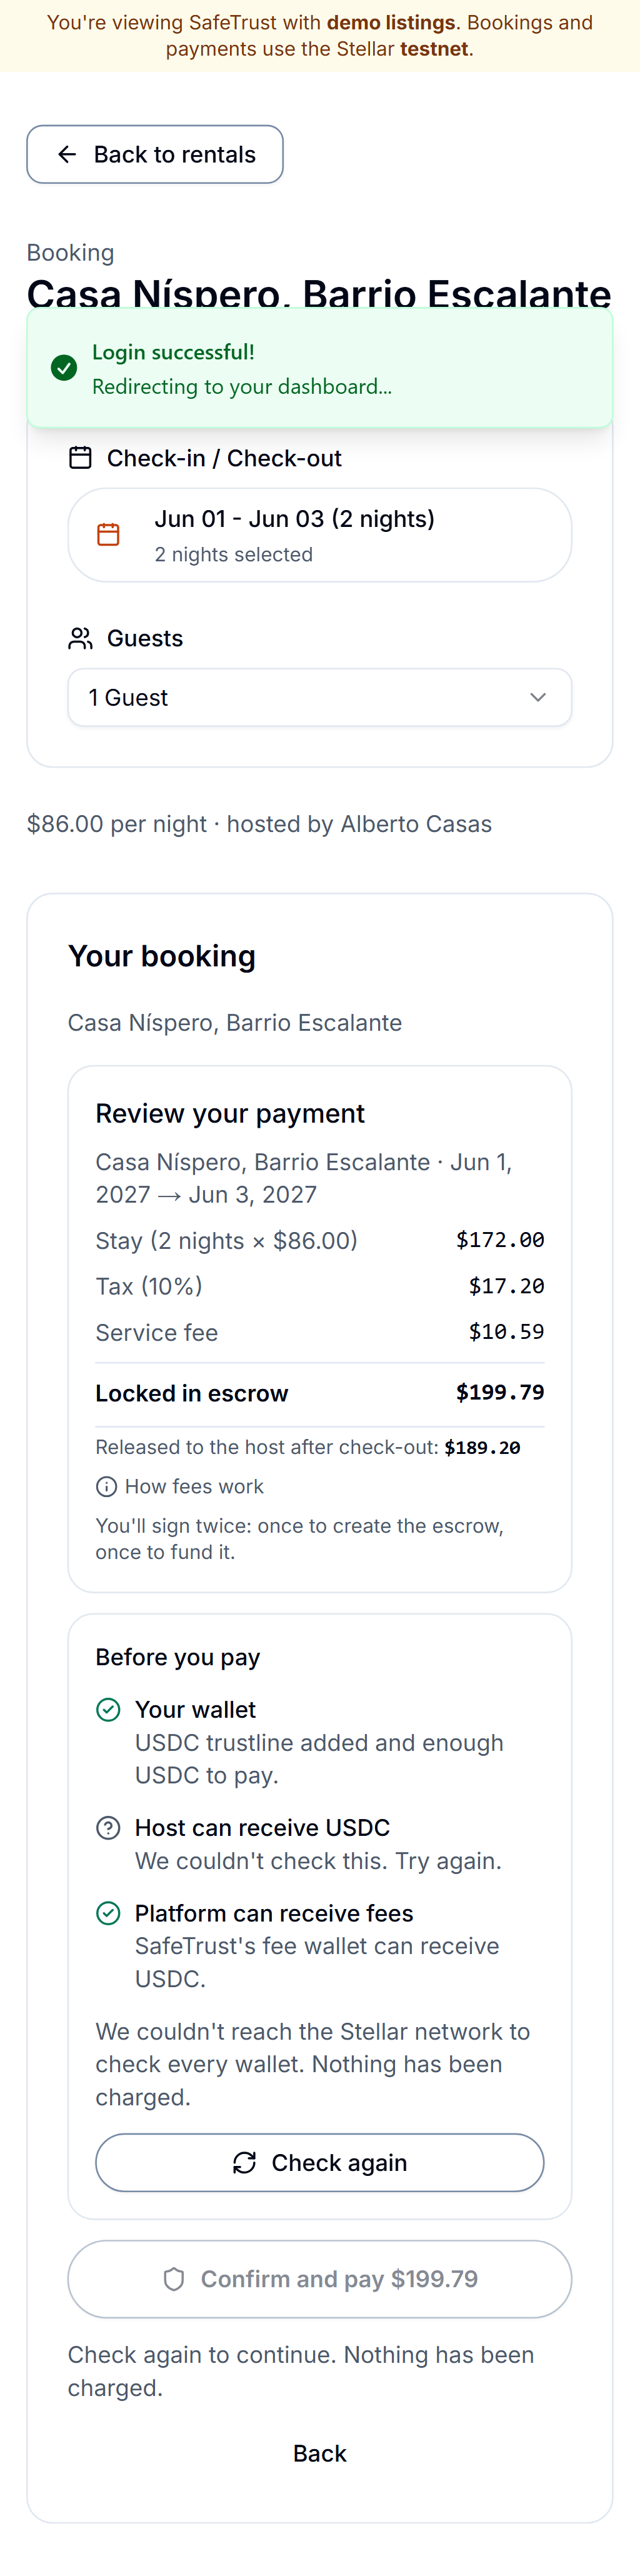 You're viewing SafeTrust with demo listings. Bookings and
payments use the Stellar testnet.
Back to rentals
Booking
Casa Níspero, Barrio Escalante
Login successful!
Redirecting to your dashboard...
Check-in / Check-out
Jun 01 - Jun 03 (2 nights)
2 nights selected
Guests
1 Guest
$86.00 per night · hosted by Alberto Casas
Your booking
Casa Níspero, Barrio Escalante
Review your payment
Casa Níspero, Barrio Escalante · Jun 1,
2027 → Jun 3, 2027
Stay (2 nights × $86.00) $172.00
Tax (10%) $17.20
Service fee $10.59
Locked in escrow $199.79
Released to the host after check-out: $189.20
How fees work
You'll sign twice: once to create the escrow,
once to fund it.
Before you pay
Your wallet
USDC trustline added and enough
USDC to pay.
Host can receive USDC
We couldn't check this. Try again.
Platform can receive fees
SafeTrust's fee wallet can receive
USDC.
We couldn't reach the Stellar network to
check every wallet. Nothing has been
charged.
Check again
Confirm and pay $199.79
Check again to continue. Nothing has been
charged.
Back